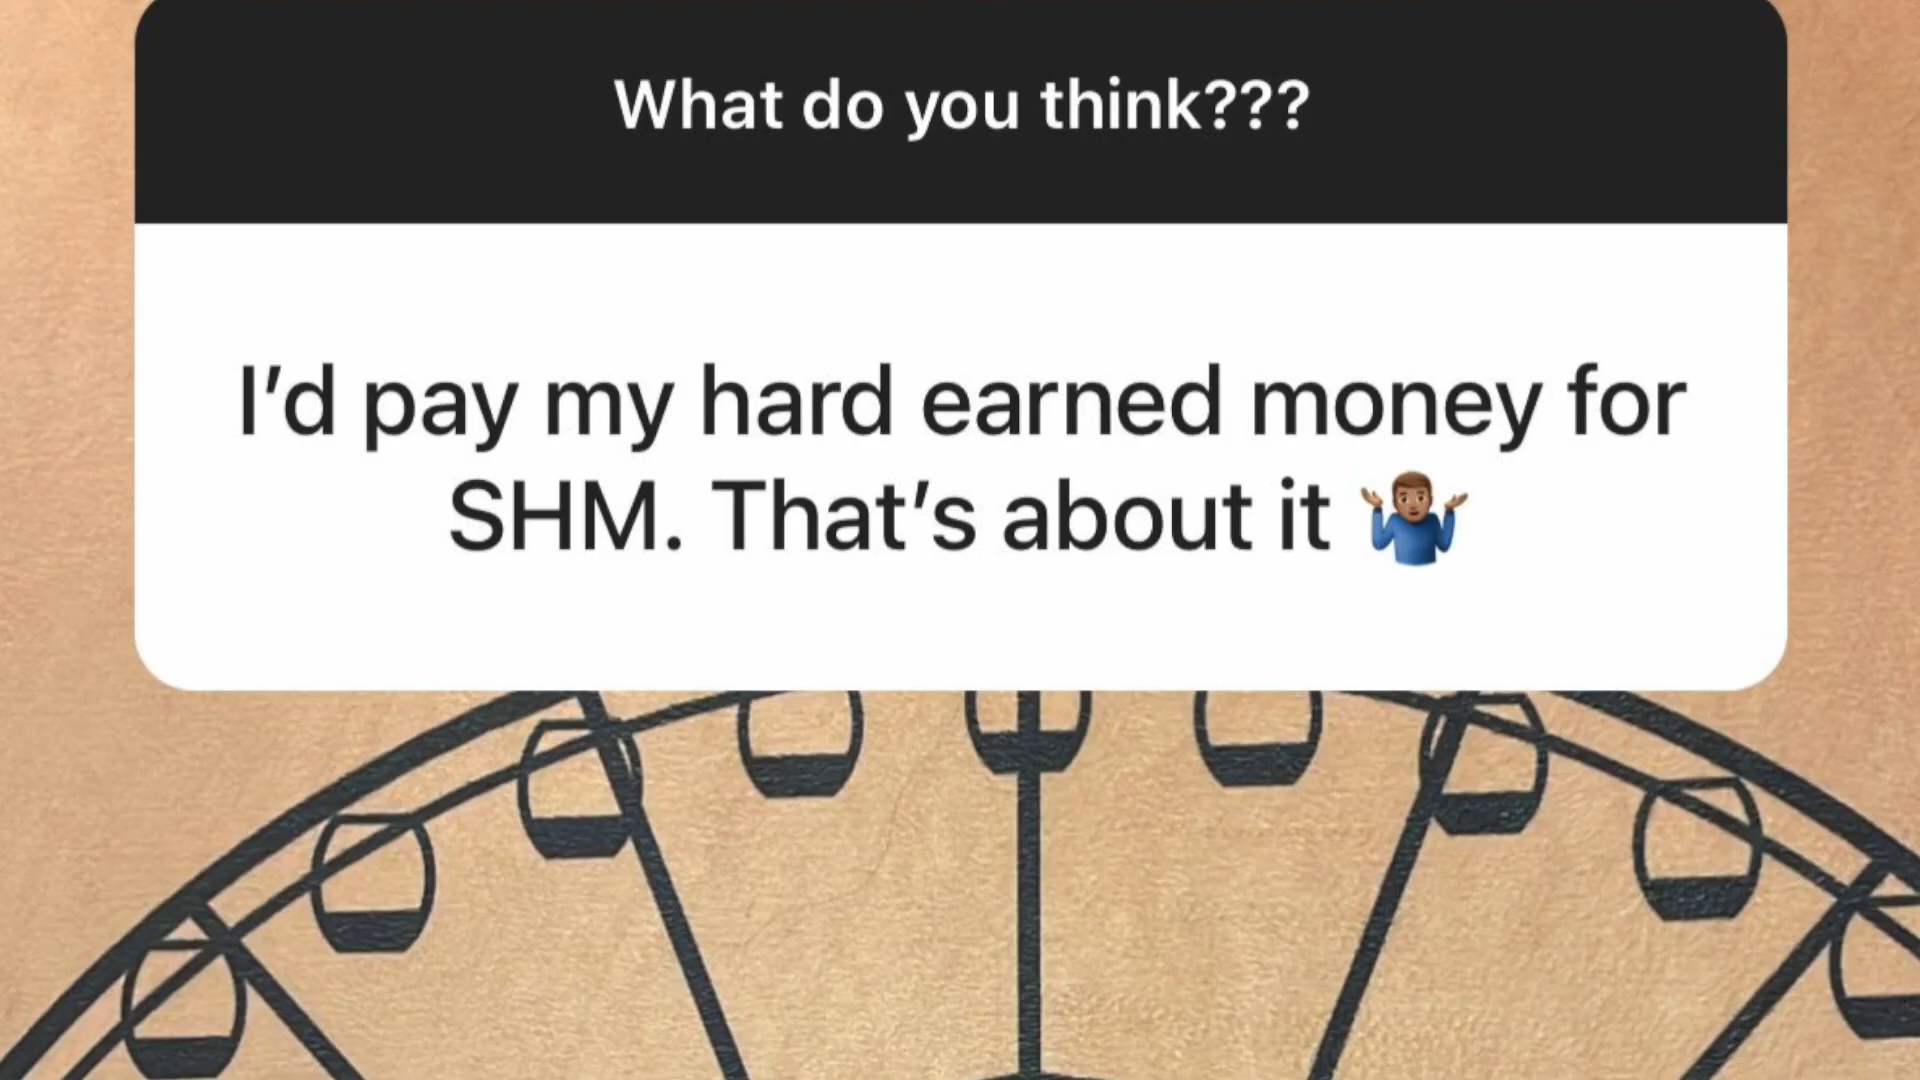 What do you think???
I’d pay my hard earned money for
SHM. That’s about it 🤷🏽‍♂️